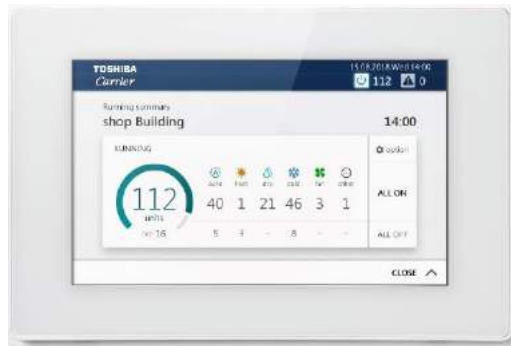 TOSHIBA
Carrier
15.08.2018 Wed 14:00
112 0
Running summary
shop Building
14:00
RUNNING
option
auto heat dry cold fan other
112
units
40 1 21 46 3 1
ALL ON
16
5 3 - 8 - -
ALL OFF
CLOSE